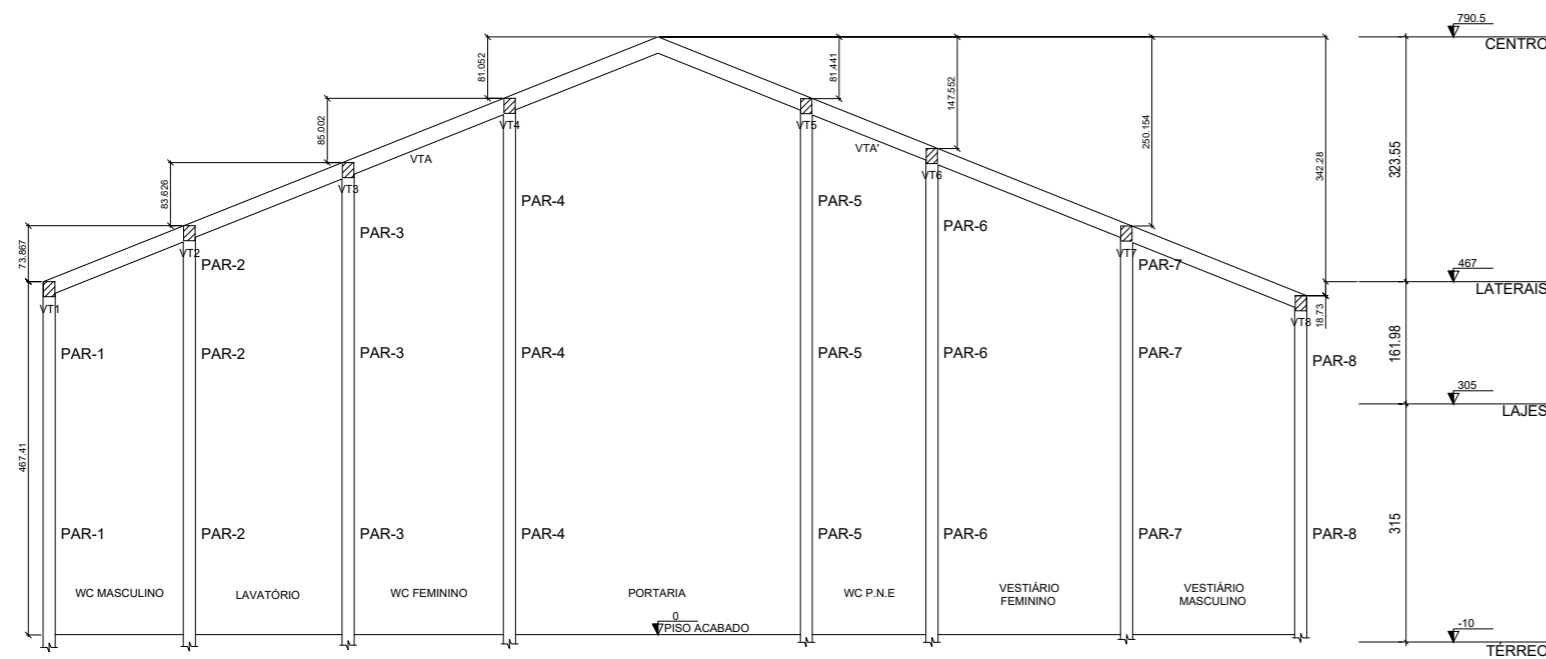 790.5
CENTRO
81.052
81.441
147.552
250.154
342.28
323.55
85.002
VT4
VT5
VTA
VTA'
83.626
VT3
VT6
PAR-4
PAR-5
PAR-6
PAR-3
73.867
VT2
VT7
PAR-2
PAR-7
467
LATERAIS
VT1
VT8
18.73
PAR-1
PAR-2
PAR-3
PAR-4
PAR-5
PAR-6
PAR-7
PAR-8
161.98
305
LAJES
467.41
PAR-1
PAR-2
PAR-3
PAR-4
PAR-5
PAR-6
PAR-7
PAR-8
315
WC MASCULINO
LAVATÓRIO
WC FEMININO
PORTARIA
WC P.N.E
VESTIÁRIO
FEMININO
VESTIÁRIO
MASCULINO
0
PISO ACABADO
-10
TÉRREO